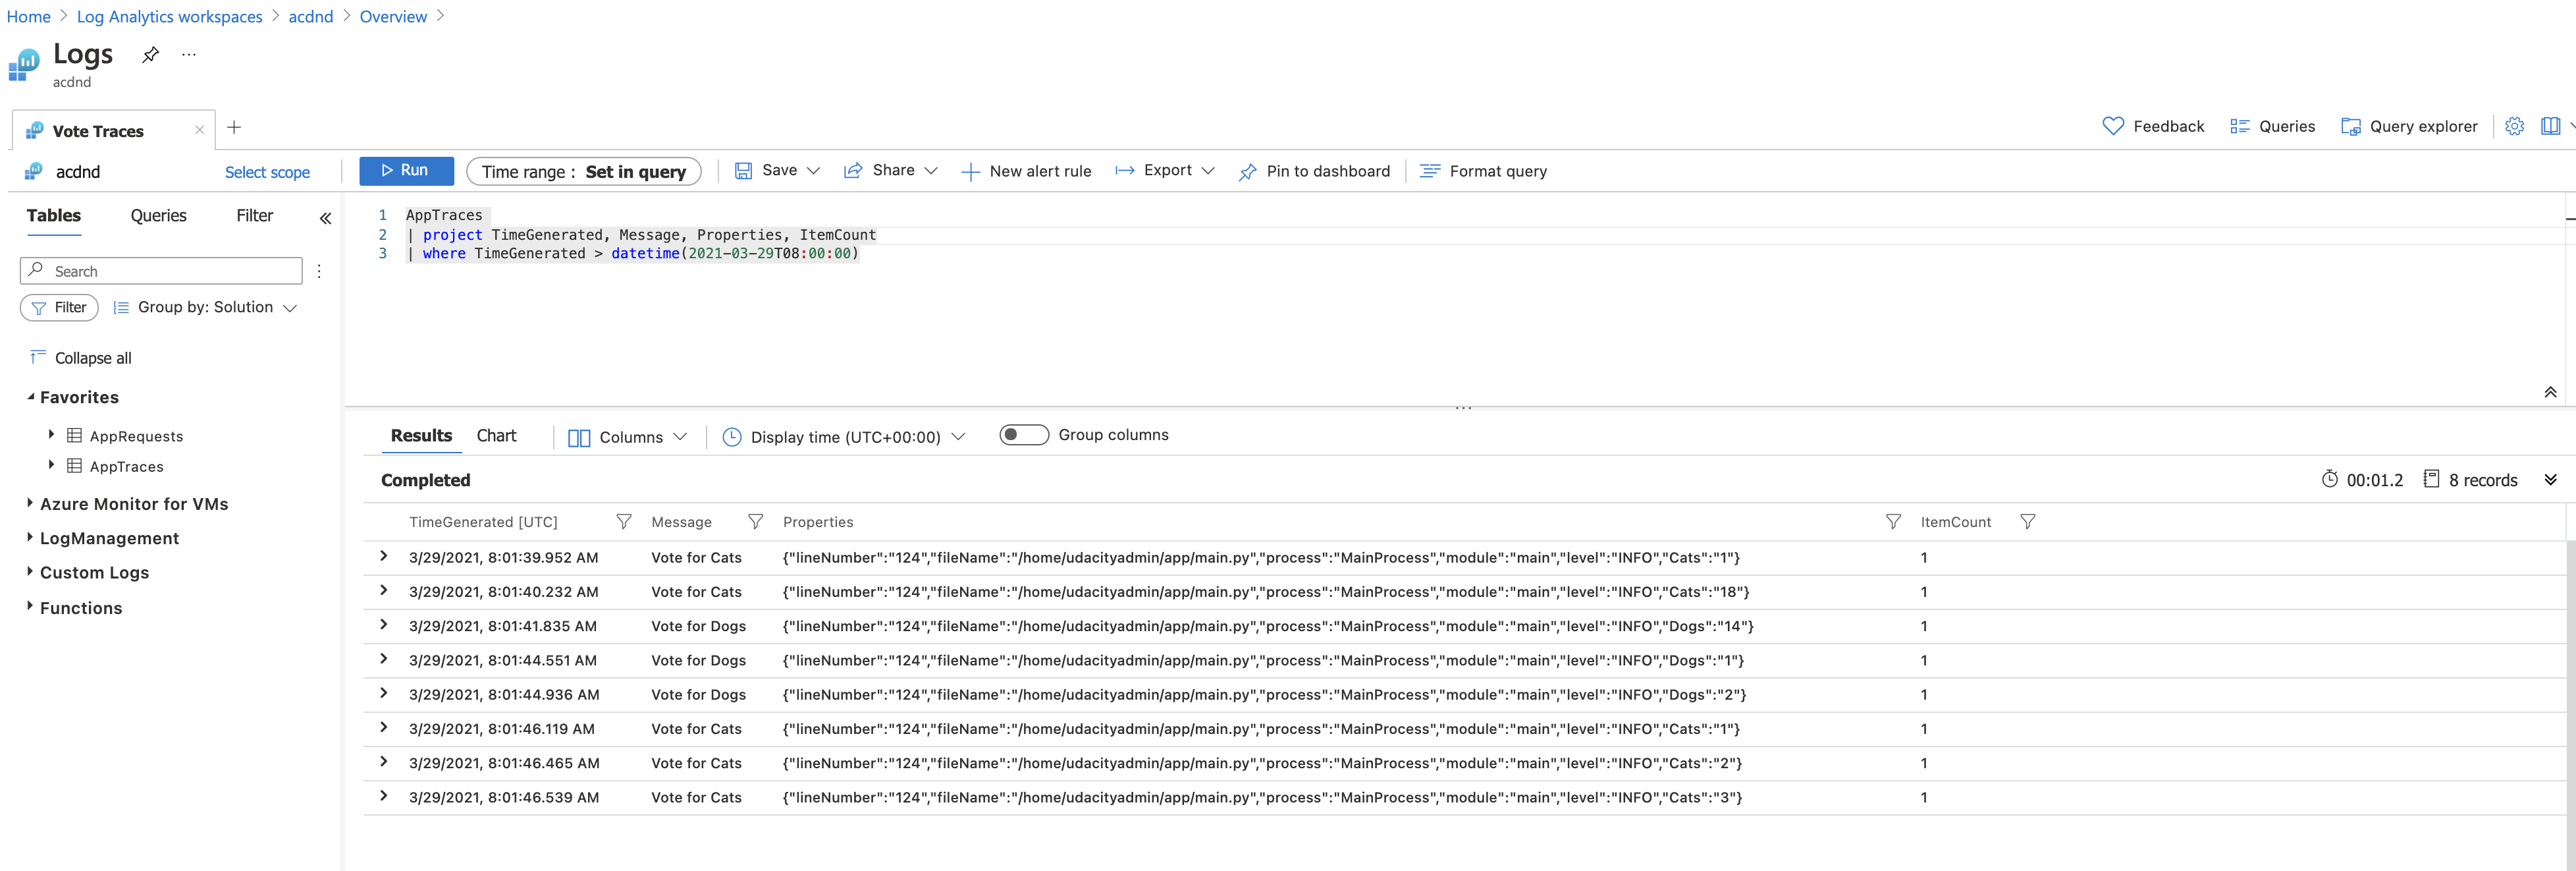 Home > Log Analytics workspaces > acdnd > Overview >
Logs
acdnd
Vote Traces
Feedback Queries Query explorer
acdnd Select scope Run Time range : Set in query Save Share New alert rule Export Pin to dashboard Format query
Tables Queries Filter
1 AppTraces
2 | project TimeGenerated, Message, Properties, ItemCount
3 | where TimeGenerated > datetime(2021-03-29T08:00:00)
Search
Filter Group by: Solution
Collapse all
Favorites
AppRequests
AppTraces
Azure Monitor for VMs
LogManagement
Custom Logs
Functions
Results Chart Columns Display time (UTC+00:00) Group columns
Completed 00:01.2 8 records
TimeGenerated [UTC] Message Properties ItemCount
3/29/2021, 8:01:39.952 AM Vote for Cats {"lineNumber":"124","fileName":"/home/udacityadmin/app/main.py","process":"MainProcess","module":"main","level":"INFO","Cats":"1"} 1
3/29/2021, 8:01:40.232 AM Vote for Cats {"lineNumber":"124","fileName":"/home/udacityadmin/app/main.py","process":"MainProcess","module":"main","level":"INFO","Cats":"18"} 1
3/29/2021, 8:01:41.835 AM Vote for Dogs {"lineNumber":"124","fileName":"/home/udacityadmin/app/main.py","process":"MainProcess","module":"main","level":"INFO","Dogs":"14"} 1
3/29/2021, 8:01:44.551 AM Vote for Dogs {"lineNumber":"124","fileName":"/home/udacityadmin/app/main.py","process":"MainProcess","module":"main","level":"INFO","Dogs":"1"} 1
3/29/2021, 8:01:44.936 AM Vote for Dogs {"lineNumber":"124","fileName":"/home/udacityadmin/app/main.py","process":"MainProcess","module":"main","level":"INFO","Dogs":"2"} 1
3/29/2021, 8:01:46.119 AM Vote for Cats {"lineNumber":"124","fileName":"/home/udacityadmin/app/main.py","process":"MainProcess","module":"main","level":"INFO","Cats":"1"} 1
3/29/2021, 8:01:46.465 AM Vote for Cats {"lineNumber":"124","fileName":"/home/udacityadmin/app/main.py","process":"MainProcess","module":"main","level":"INFO","Cats":"2"} 1
3/29/2021, 8:01:46.539 AM Vote for Cats {"lineNumber":"124","fileName":"/home/udacityadmin/app/main.py","process":"MainProcess","module":"main","level":"INFO","Cats":"3"} 1